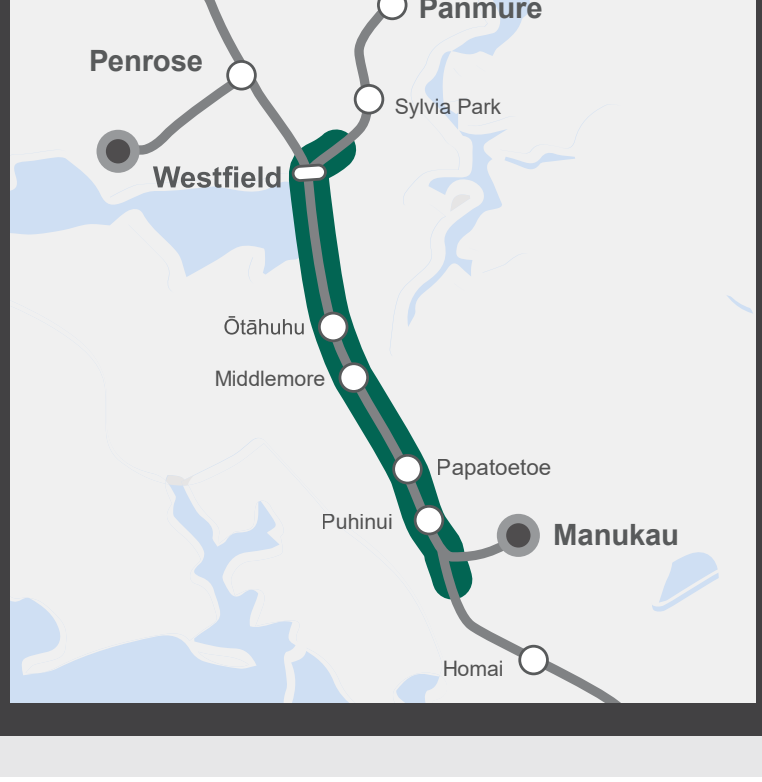 Panmure
Penrose
Sylvia Park
Westfield
Ōtāhuhu
Middlemore
Papatoetoe
Puhinui
Manukau
Homai